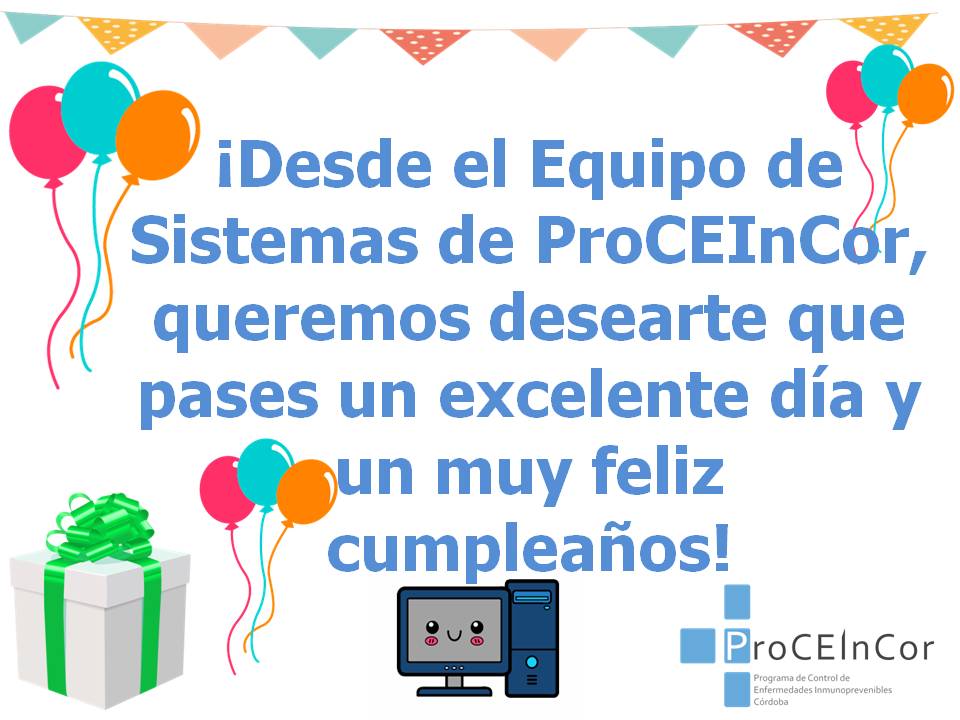 ¡Desde el Equipo de
Sistemas de ProCEInCor,
queremos desearte que
pases un excelente día y
un muy feliz
cumpleaños!
ProCEInCor
Programa de Control de
Enfermedades Inmunoprevenibles
Córdoba